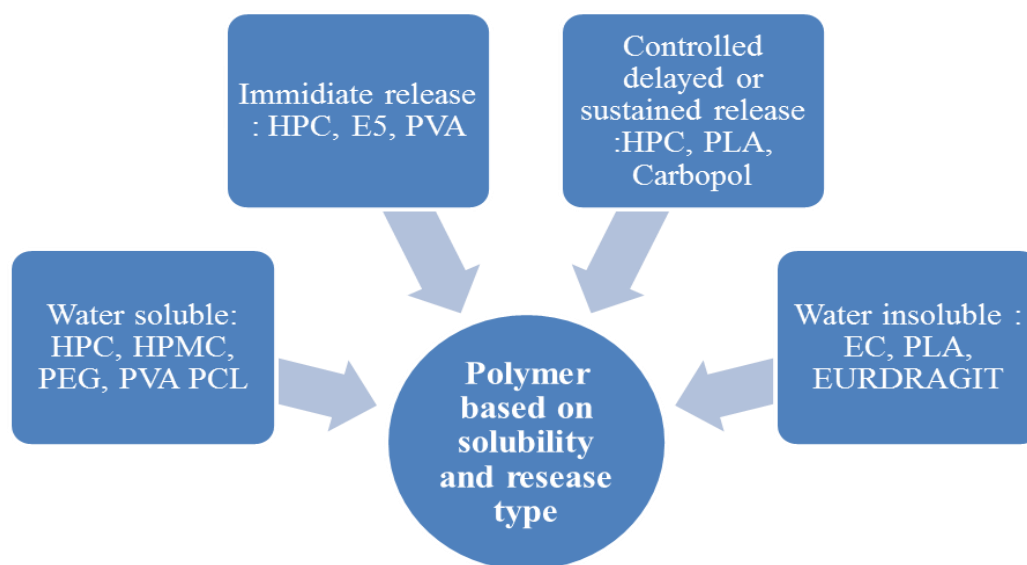 Immidiate release
: HPC, E5, PVA
Controlled
delayed or
sustained release
:HPC, PLA,
Carbopol
Water soluble:
HPC, HPMC,
PEG, PVA PCL
Water insoluble :
EC, PLA,
EURDRAGIT
Polymer
based on
solubility
and resease
type